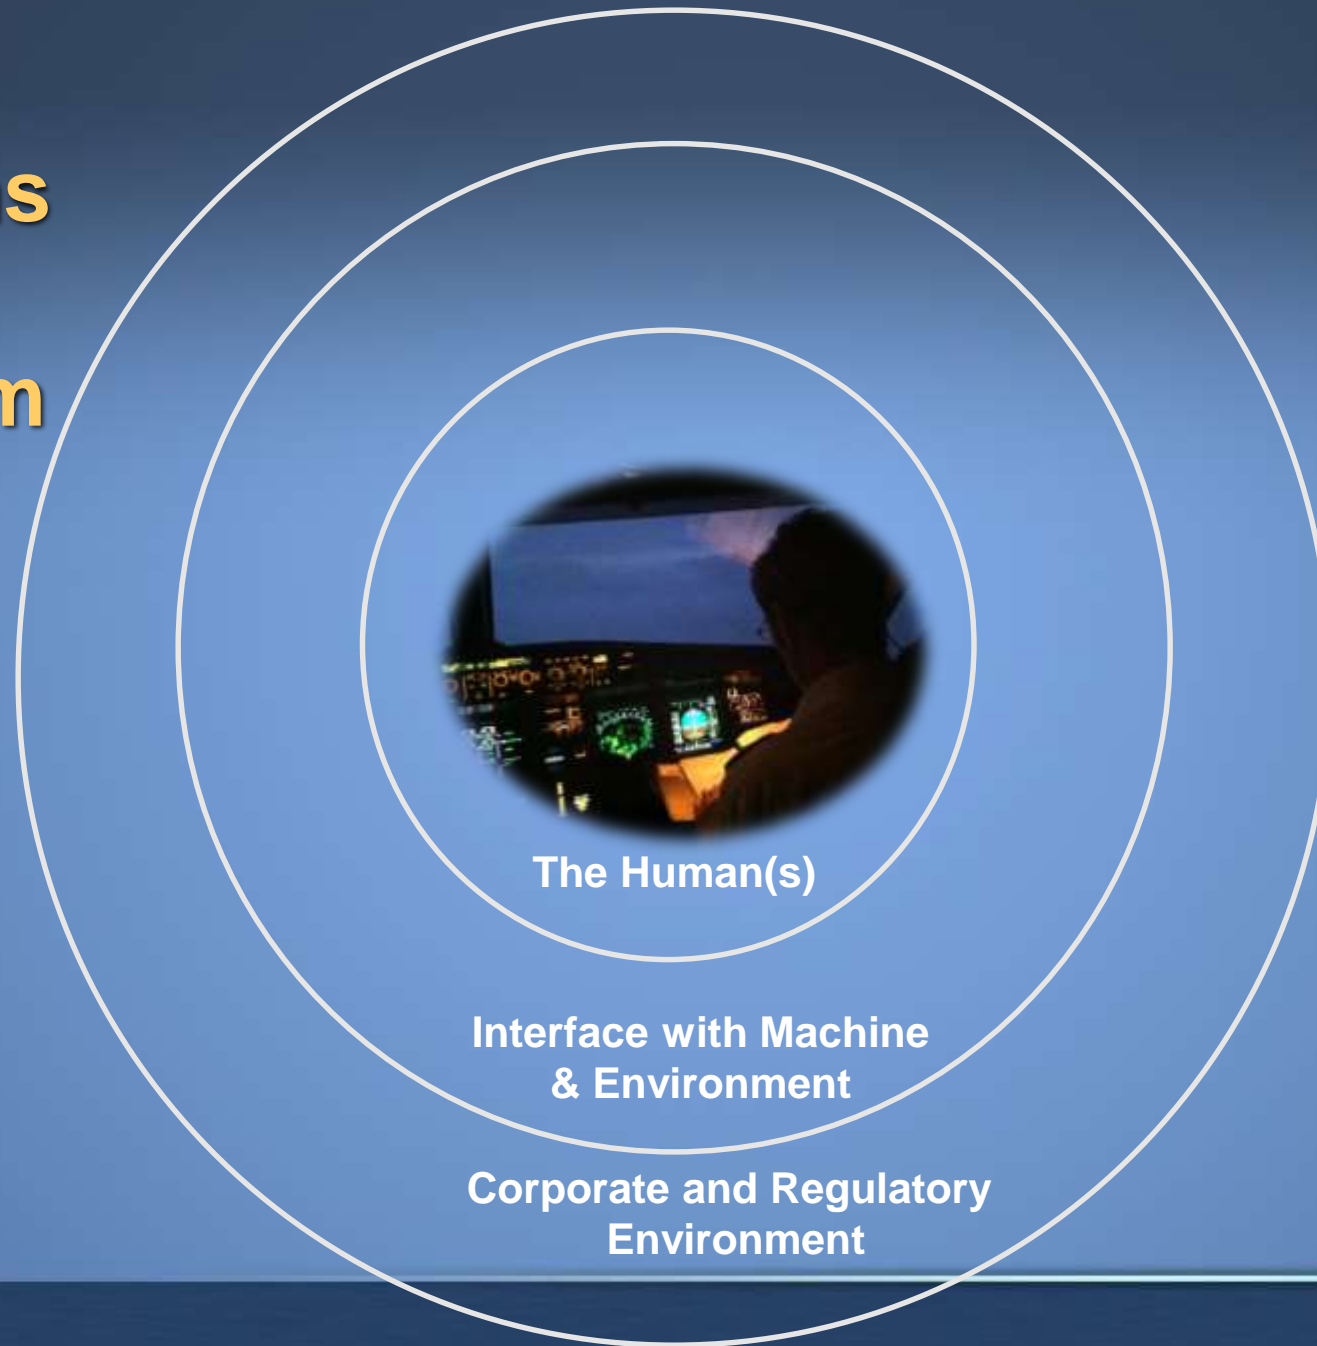 s
m
The Human(s)
Interface with Machine
& Environment
Corporate and Regulatory
Environment